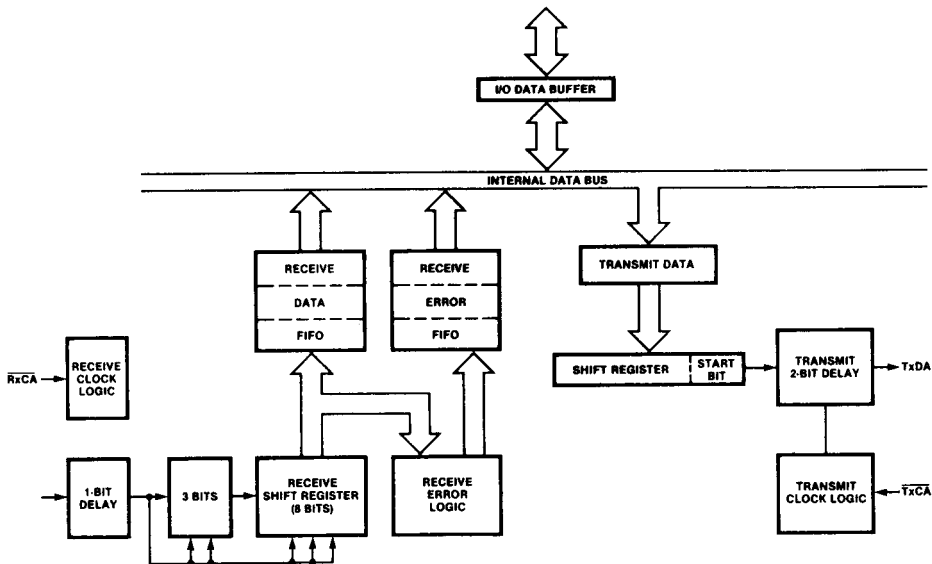 I/O DATA BUFFER
INTERNAL DATA BUS
RECEIVE
DATA
FIFO
RECEIVE
ERROR
FIFO
TRANSMIT DATA
RxCA
RECEIVE
CLOCK
LOGIC
SHIFT REGISTER
START
BIT
TRANSMIT
2-BIT DELAY
TxDA
1-BIT
DELAY
3 BITS
RECEIVE
SHIFT REGISTER
(8 BITS)
RECEIVE
ERROR
LOGIC
TRANSMIT
CLOCK LOGIC
TxCA